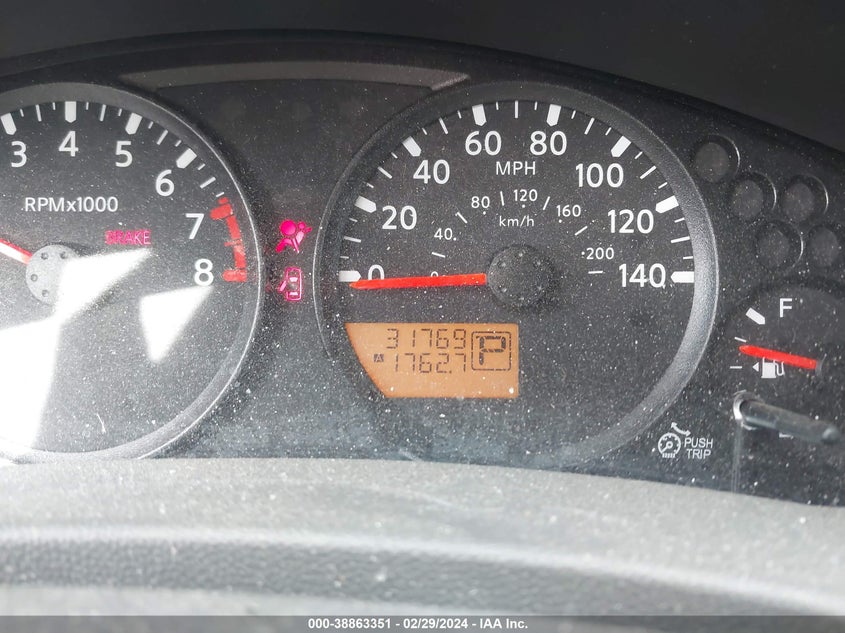 3 4 5 6 7 8
RPMx1000
BRAKE
0 20 40 60 80 100 120 140
MPH
0 40 80 120 160 200
km/h
31769
A 1762.7
P
F
PUSH
TRIP
000-38863351 - 02/29/2024 - IAA Inc.